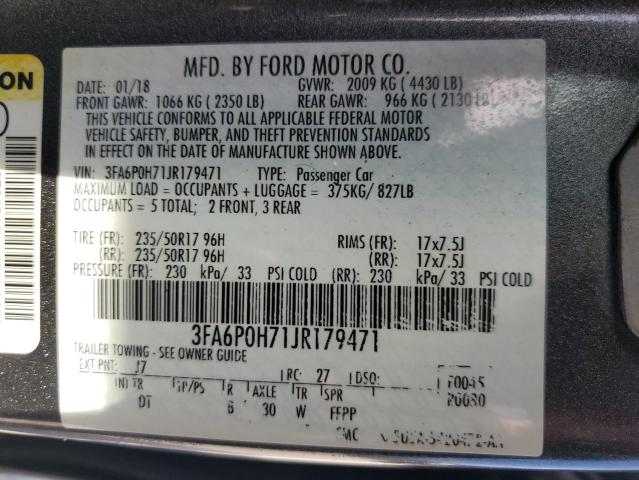 ON
MFD. BY FORD MOTOR CO.
DATE: 01/18 GVWR: 2009 KG ( 4430 LB)
FRONT GAWR: 1066 KG ( 2350 LB) REAR GAWR: 966 KG ( 2130 LB)
THIS VEHICLE CONFORMS TO ALL APPLICABLE FEDERAL MOTOR
VEHICLE SAFETY, BUMPER, AND THEFT PREVENTION STANDARDS
IN EFFECT ON THE DATE OF MANUFACTURE SHOWN ABOVE.
VIN: 3FA6P0H71JR179471 TYPE: Passenger Car
MAXIMUM LOAD = OCCUPANTS + LUGGAGE = 375KG/ 827LB
OCCUPANTS = 5 TOTAL; 2 FRONT, 3 REAR
TIRE (FR): 235/50R17 96H RIMS (FR): 17x7.5J
(RR): 235/50R17 96H (RR): 17x7.5J
PRESSURE (FR): 230 kPa/ 33 PSI COLD (RR): 230 kPa/ 33 PSI COLD
3FA6P0H71JR179471
TRAILER TOWING - SEE OWNER GUIDE
EXT PNT: J7 RC: 27 DSO:
INT TR TP/PS R AXLE TR SPR
DT B 30 W FFPP